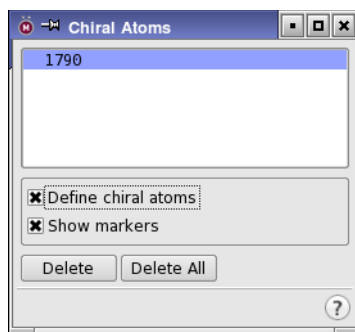 Chiral Atoms
1790
Define chiral atoms
Show markers
Delete Delete All
?